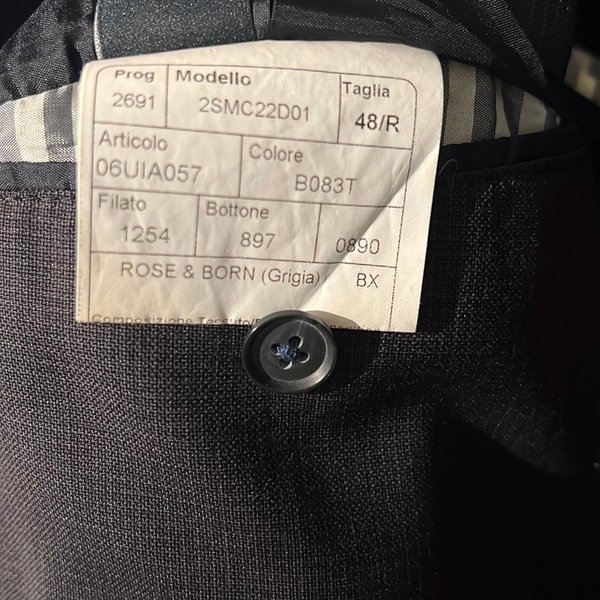 Prog Modello Taglia
2691 2SMC22D01 48/R
Articolo Colore
06UIA057 B083T
Filato Bottone
1254 897 0890
ROSE & BORN (Grigia) BX
Composizione